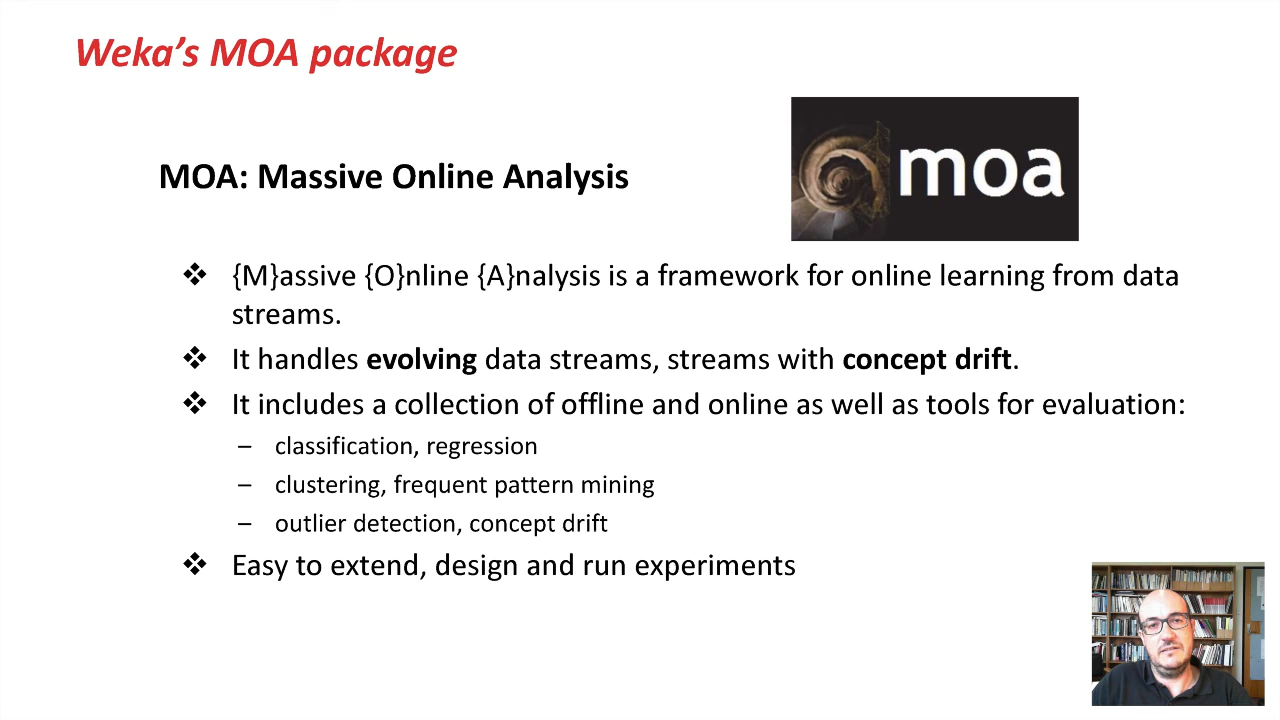 Weka's MOA package
moa
MOA: Massive Online Analysis
❖ {M}assive {O}nline {A}nalysis is a framework for online learning from data
streams.
❖ It handles evolving data streams, streams with concept drift.
❖ It includes a collection of offline and online as well as tools for evaluation:
– classification, regression
– clustering, frequent pattern mining
– outlier detection, concept drift
❖ Easy to extend, design and run experiments